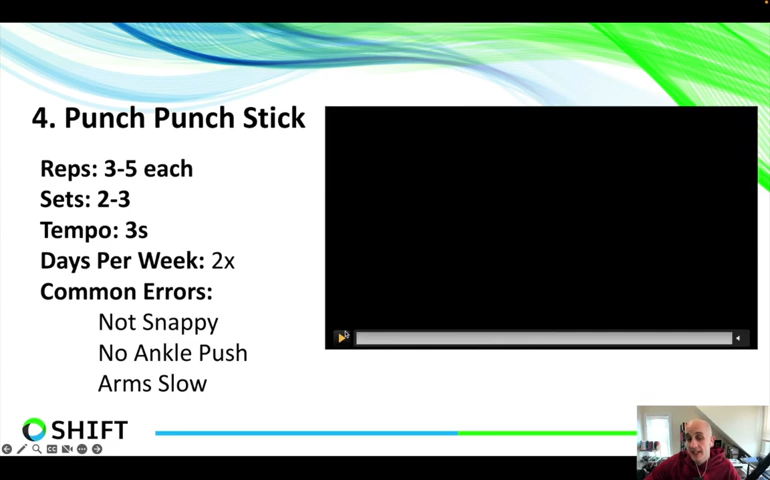 4. Punch Punch Stick
Reps: 3-5 each
Sets: 2-3
Tempo: 3s
Days Per Week: 2x
Common Errors:
Not Snappy
No Ankle Push
Arms Slow
SHIFT